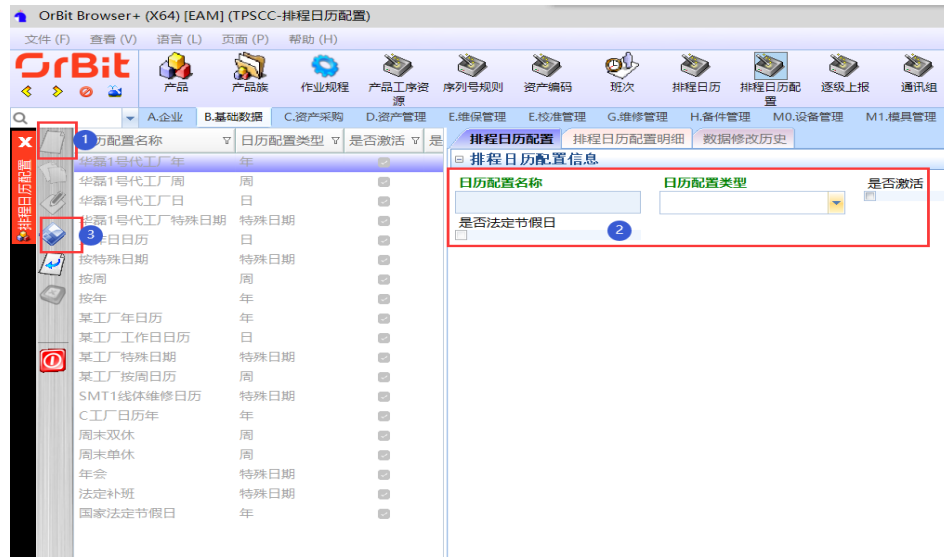 OrBit Browser+ (X64) [EAM] (TPSCC-排程日历配置)
文件 (F) 查看 (V) 语言 (L) 页面 (P) 帮助 (H)
OrBit
产品 产品族 作业规程 产品工序资源 序列号规则 资产编码 班次 排程日历 排程日历配置 逐级上报 通讯组
A.企业 B.基础数据 C.资产采购 D.资产管理 E.维保管理 E.校准管理 G.维修管理 H.备件管理 M0.设备管理 M1.模具管理
排程日历配置
1
3
历配置名称 日历配置类型 是否激活 是
华磊1号代工厂年 年
华磊1号代工厂周 周
华磊1号代工厂日 日
华磊1号代工厂特殊日期 特殊日期
作日日历 日
按特殊日期 特殊日期
按周 周
按年 年
某工厂年日历 年
某工厂工作日日历 日
某工厂特殊日期 特殊日期
某工厂按周日历 周
SMT1线体维修日历 特殊日期
C工厂日历年 年
周末双休 周
周末单休 周
年会 特殊日期
法定补班 特殊日期
国家法定节假日 年
排程日历配置 排程日历配置明细 数据修改历史
排程日历配置信息
日历配置名称 日历配置类型 是否激活
是否法定节假日
2